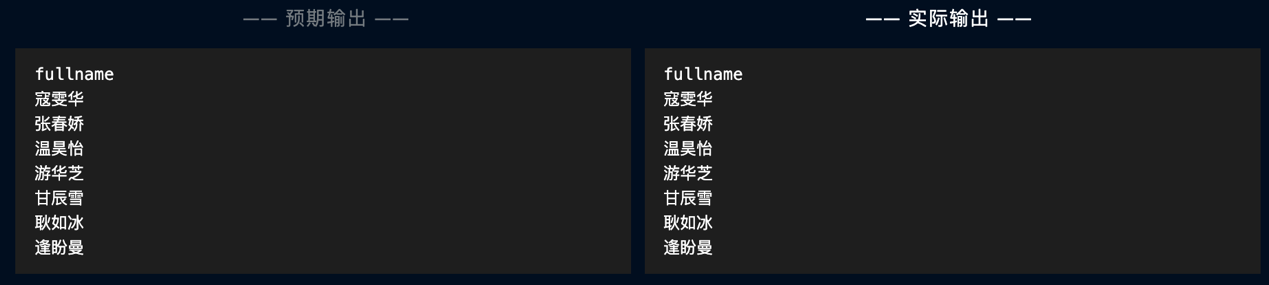 —— 预期输出 ——
fullname
寇雯华
张春娇
温昊怡
游华芝
甘辰雪
耿如冰
逢盼曼
—— 实际输出 ——
fullname
寇雯华
张春娇
温昊怡
游华芝
甘辰雪
耿如冰
逢盼曼